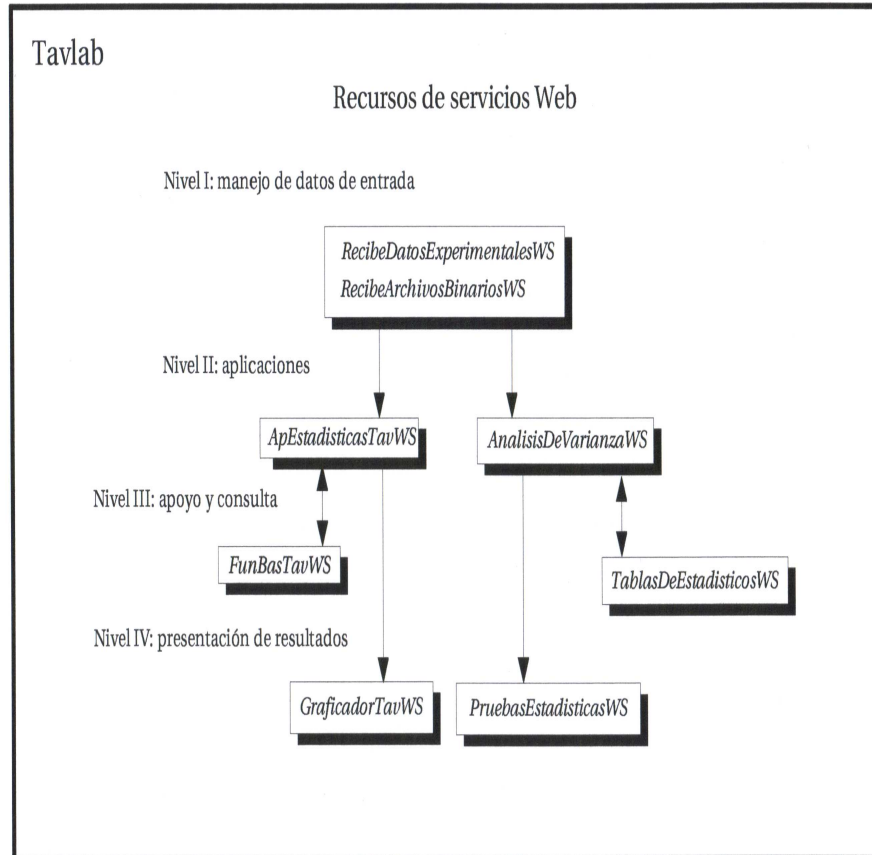 Tavlab
Recursos de servicios Web
Nivel I: manejo de datos de entrada
RecibeDatosExperimentalesWS
RecibeArchivosBinariosWS
Nivel II: aplicaciones
ApEstadisticasTavWS
AnalisisDeVarianzaWS
Nivel III: apoyo y consulta
FunBasTavWS
TablasDeEstadisticosWS
Nivel IV: presentación de resultados
GraficadorTavWS
PruebasEstadisticasWS